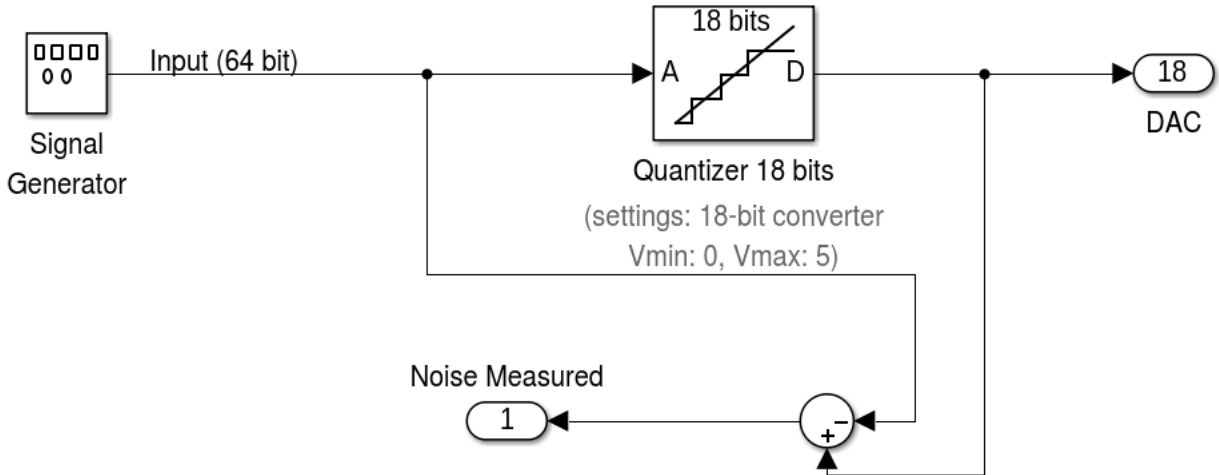 18 bits
Input (64 bit)
A
D
18
Signal
Generator
DAC
Quantizer 18 bits
(settings: 18-bit converter
Vmin: 0, Vmax: 5)
Noise Measured
1
−
+